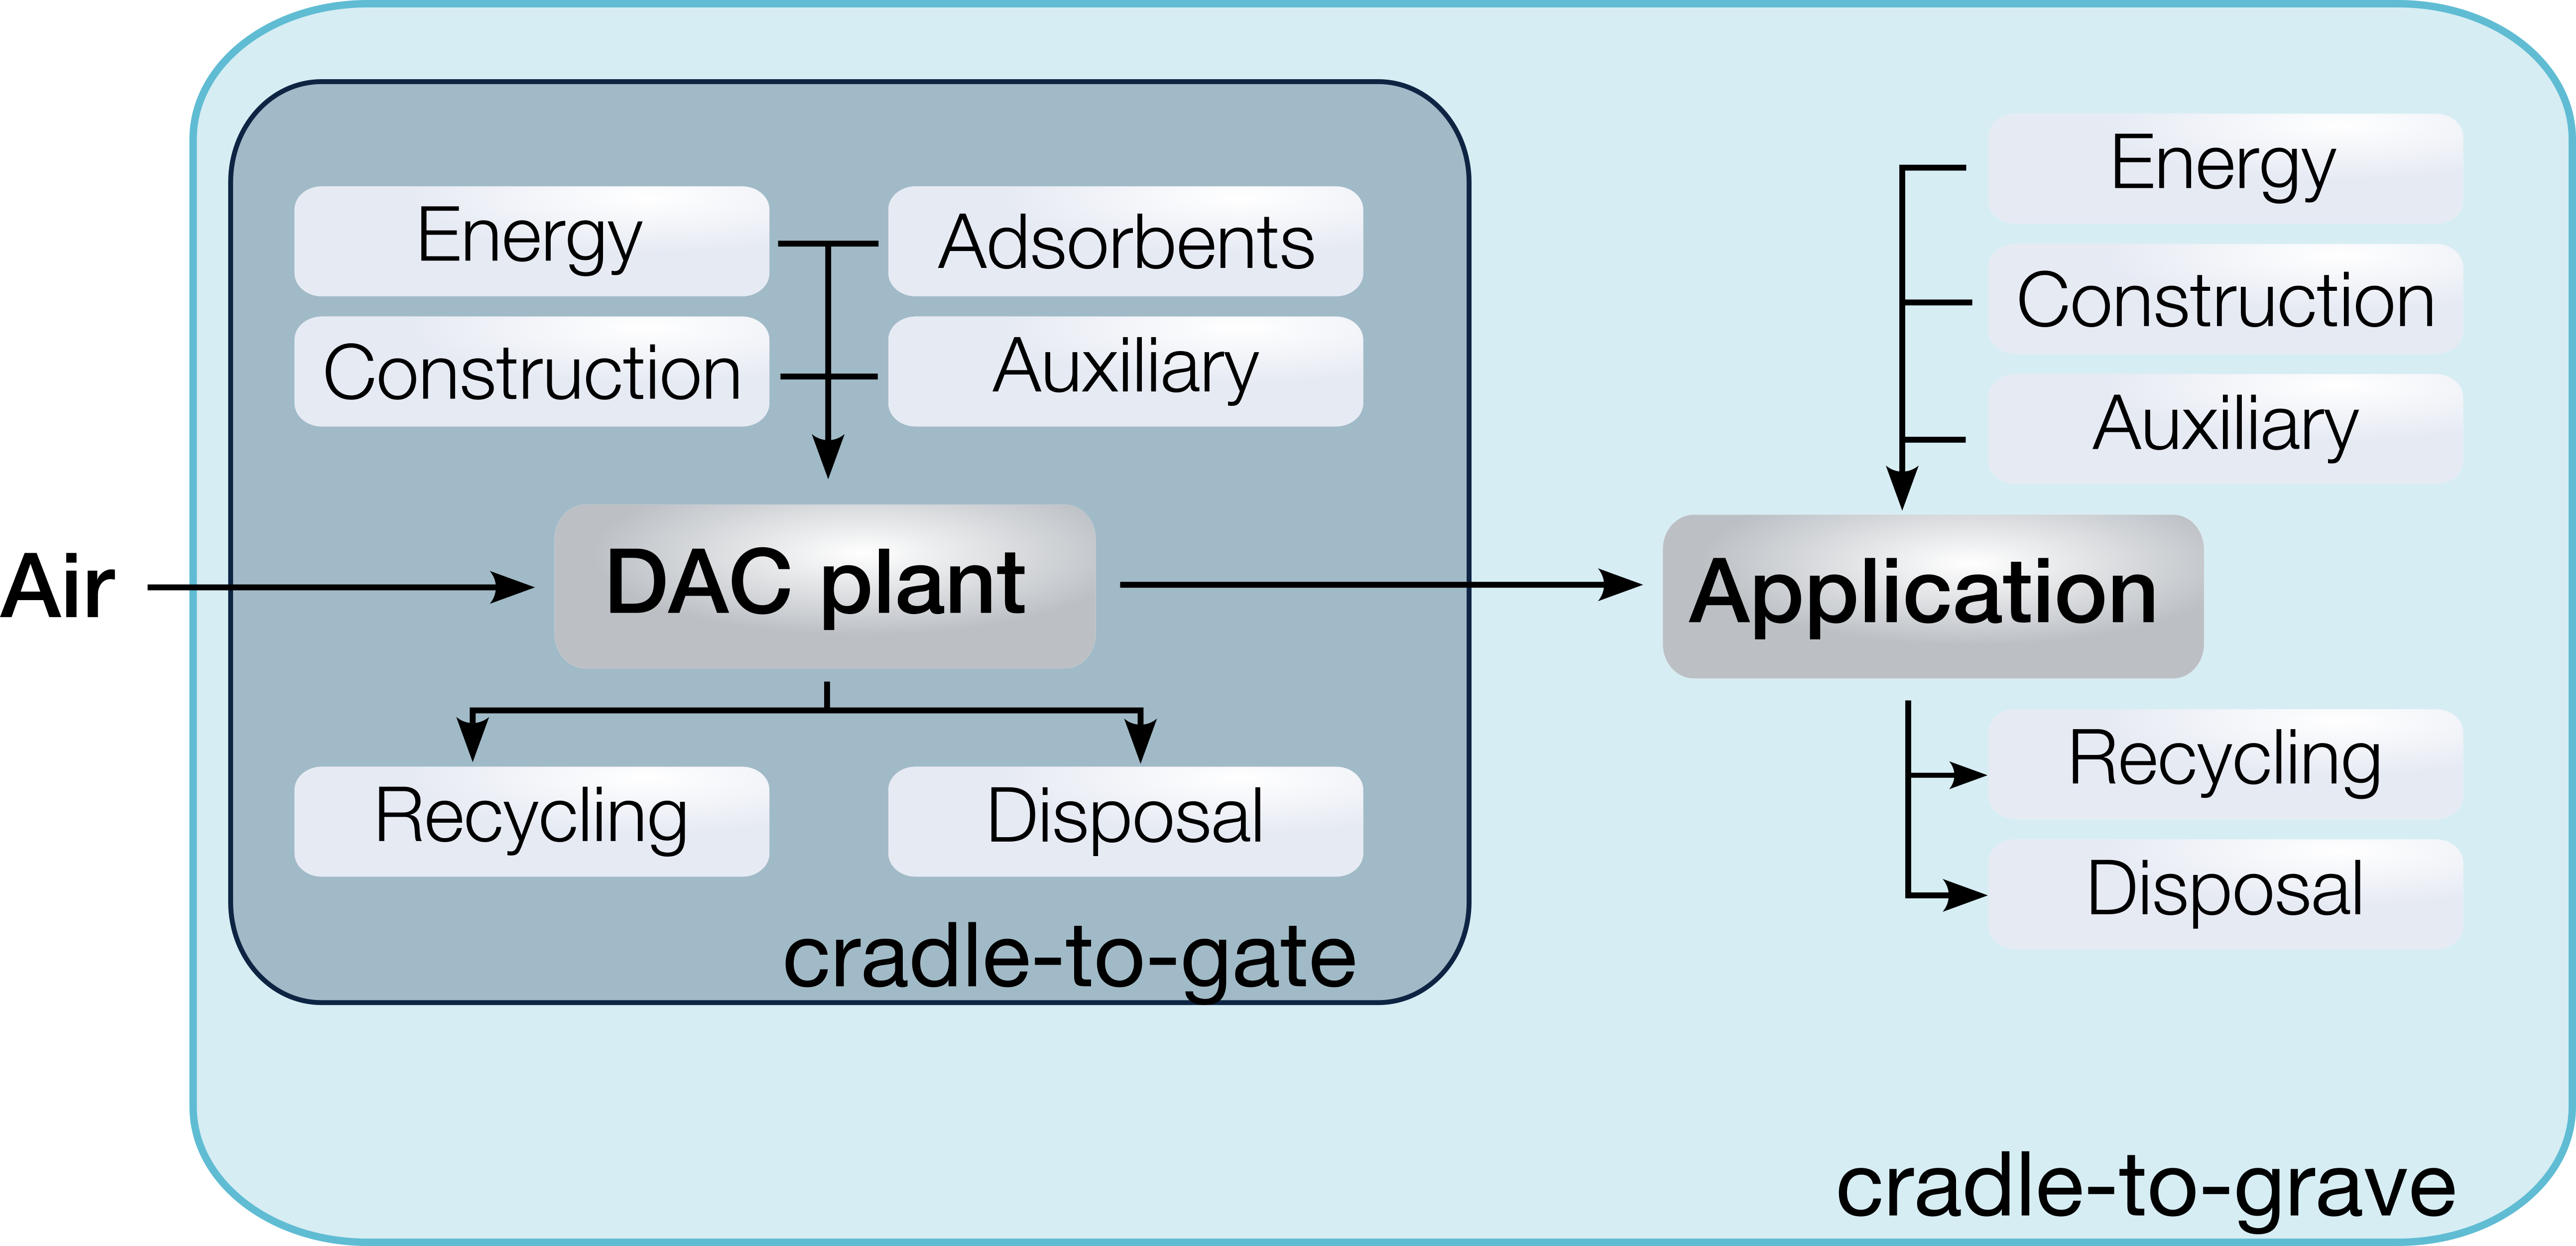 Air
Energy
Adsorbents
Construction
Auxiliary
DAC plant
Recycling
Disposal
cradle-to-gate
Energy
Construction
Auxiliary
Application
Recycling
Disposal
cradle-to-grave